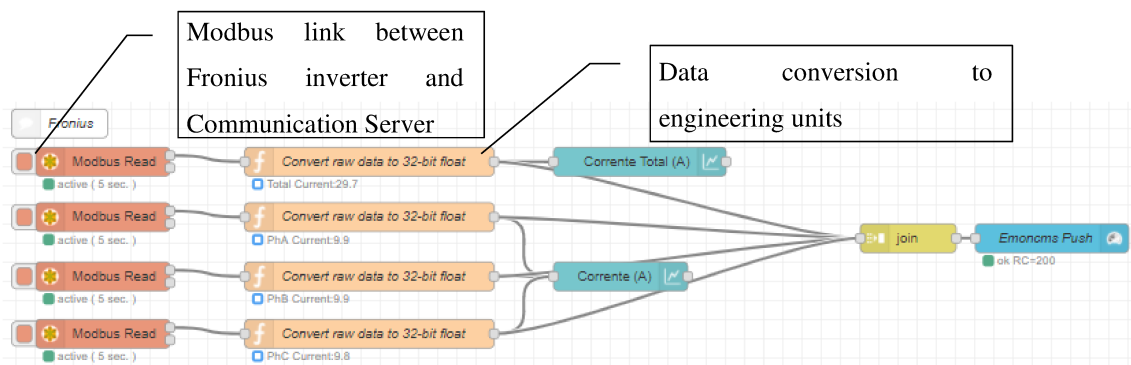 Modbus link between
Fronius inverter and
Communication Server
Data conversion to
engineering units
Fronius
Modbus Read
active ( 5 sec. )
Convert raw data to 32-bit float
Total Current:29.7
Corrente Total (A)
Modbus Read
active ( 5 sec. )
Convert raw data to 32-bit float
PhA Current:9.9
join
Emoncms Push
ok RC=200
Modbus Read
active ( 5 sec. )
Convert raw data to 32-bit float
PhB Current:9.9
Corrente (A)
Modbus Read
active ( 5 sec. )
Convert raw data to 32-bit float
PhC Current:9.8